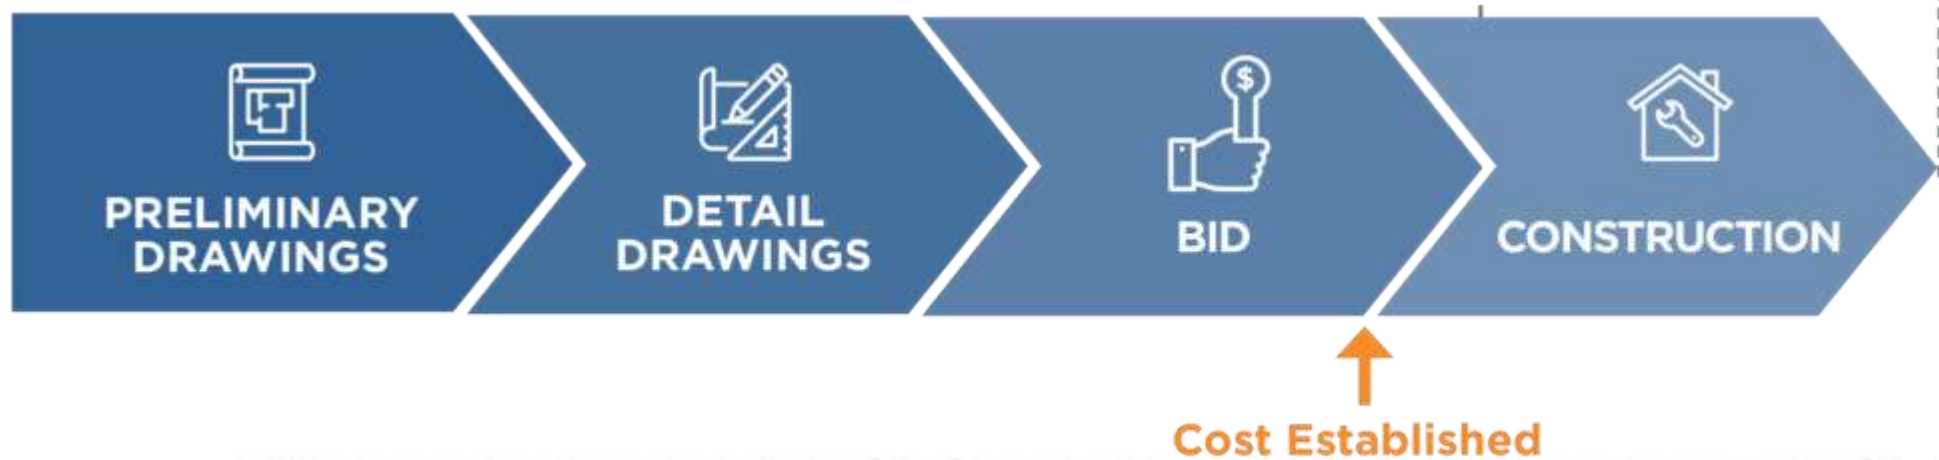 PRELIMINARY
DRAWINGS
DETAIL
DRAWINGS
$
BID
CONSTRUCTION
Cost Established